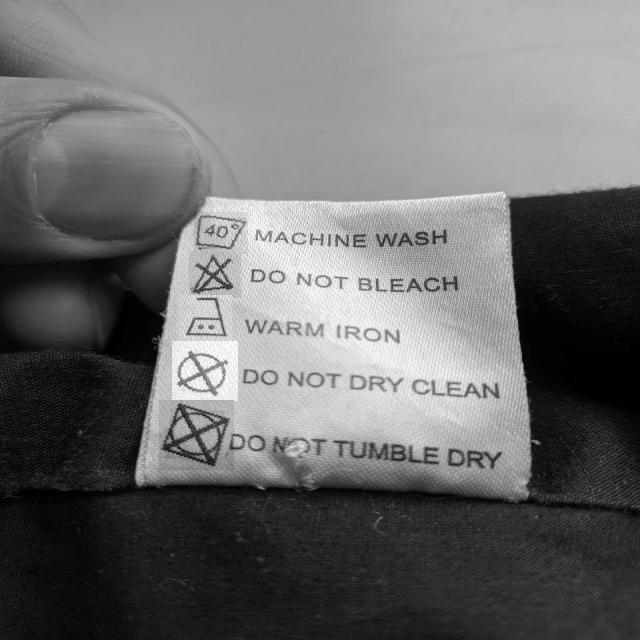 40° MACHINE WASH
DO NOT BLEACH
WARM IRON
DO NOT DRY CLEAN
DO NOT TUMBLE DRY